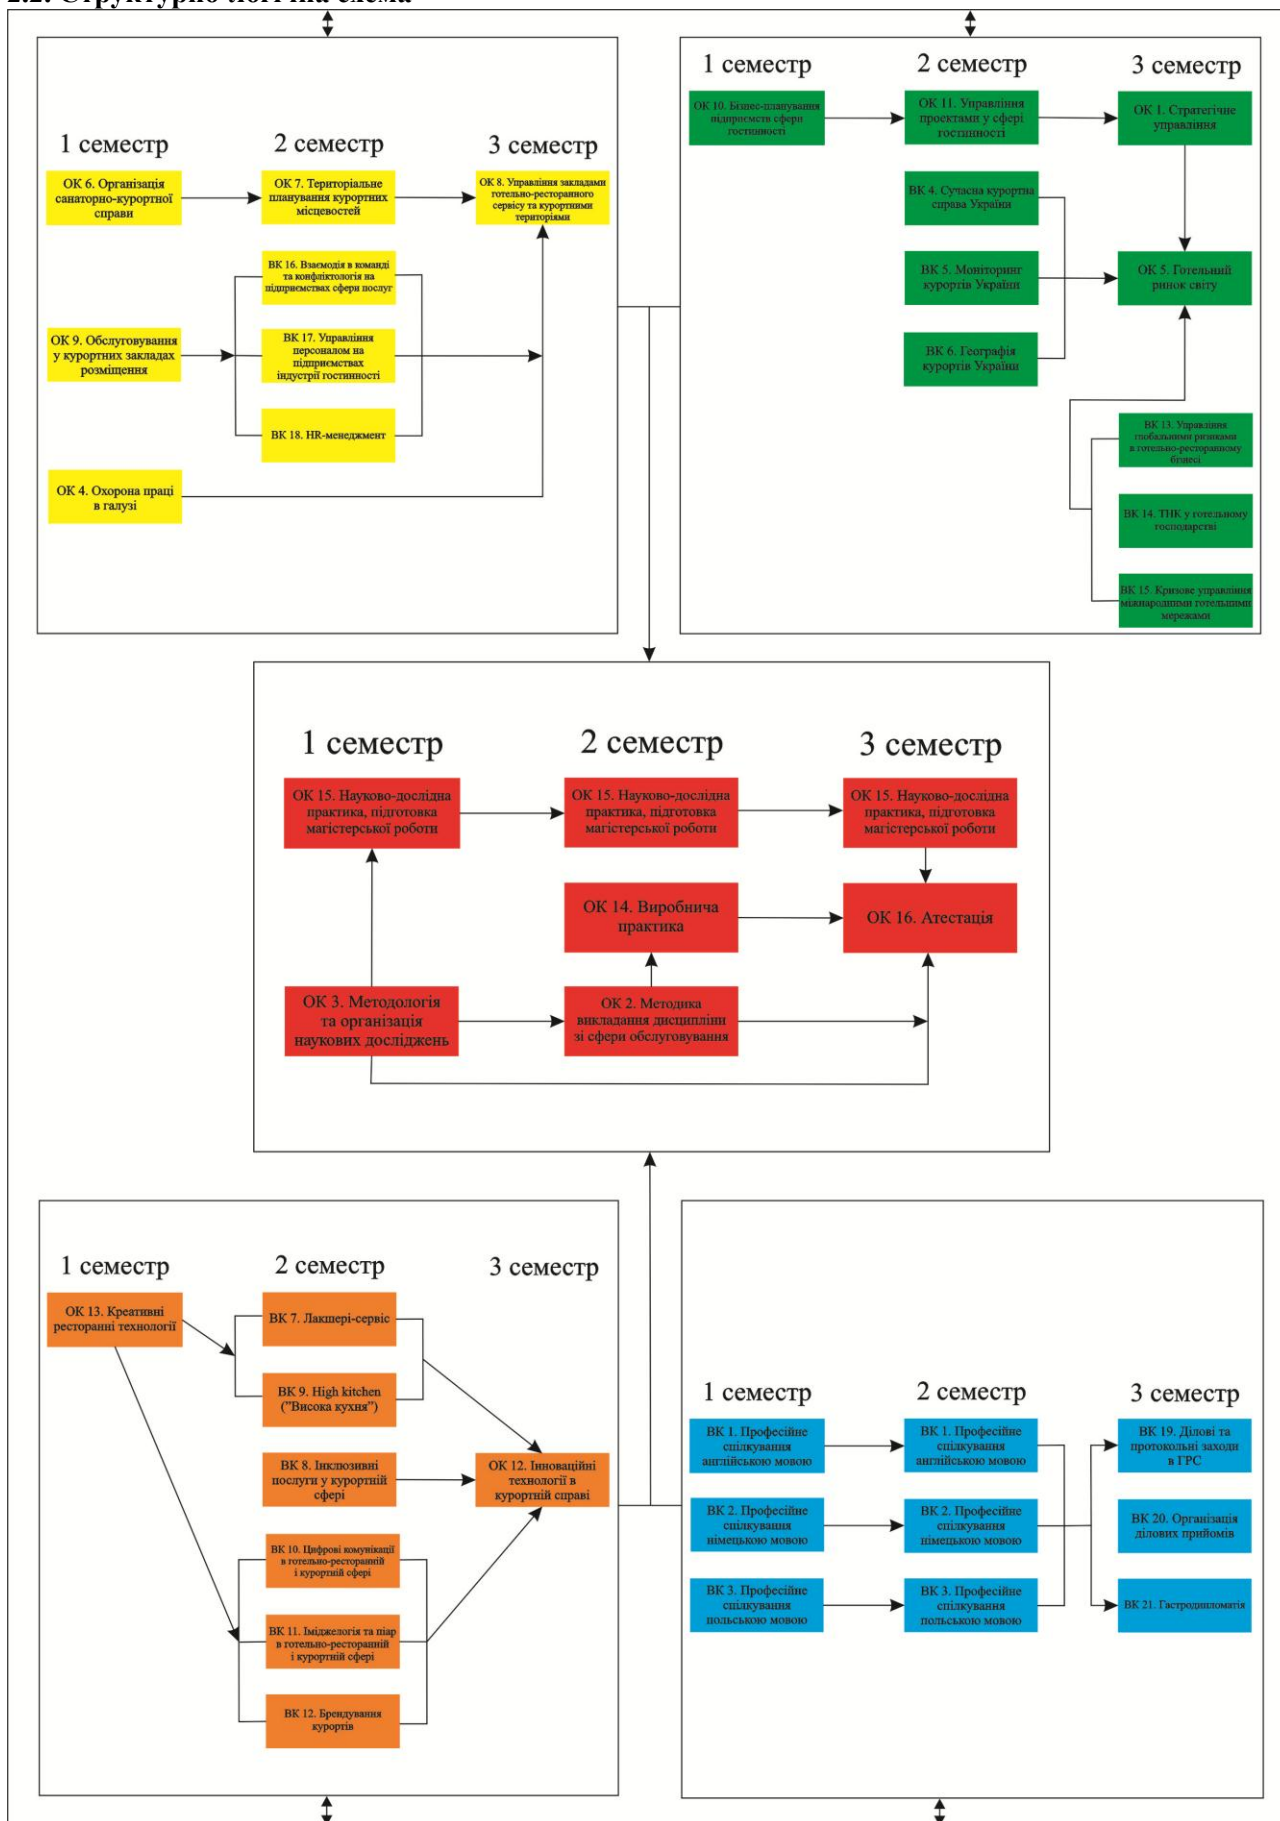 2.2. Структурно-логічна схема
1 семестр
2 семестр
3 семестр
ОК 6. Організація
санаторно-курортної
справи
ОК 7. Територіальне
планування курортних
місцевостей
ОК 8. Управління закладами
готельно-ресторанного
сервісу та курортними
територіями
ВК 16. Взаємодія в команді
та конфліктологія на
підприємствах сфери послуг
ОК 9. Обслуговування
у курортних закладах
розміщення
ВК 17. Управління
персоналом на
підприємствах
індустрії гостинності
ВК 18. HR-менеджмент
ОК 4. Охорона праці
в галузі
1 семестр
2 семестр
3 семестр
ОК 10. Бізнес-планування
підприємств сфери
гостинності
ОК 11. Управління
проектами у сфері
гостинності
ОК 1. Стратегічне
управління
ВК 4. Сучасна курортна
справа України
ВК 5. Моніторинг
курортів України
ОК 5. Готельний
ринок світу
ВК 6. Географія
курортів України
ВК 13. Управління
глобальними ризиками
в готельно-ресторанному
бізнесі
ВК 14. ТНК у готельному
господарстві
ВК 15. Кризове управління
міжнародними готельними
мережами
1 семестр
2 семестр
3 семестр
ОК 15. Науково-дослідна
практика, підготовка
магістерської роботи
ОК 15. Науково-дослідна
практика, підготовка
магістерської роботи
ОК 15. Науково-дослідна
практика, підготовка
магістерської роботи
ОК 14. Виробнича
практика
ОК 16. Атестація
ОК 3. Методологія
та організація
наукових досліджень
ОК 2. Методика
викладання дисципліни
зі сфери обслуговування
1 семестр
2 семестр
3 семестр
ОК 13. Креативні
ресторанні технології
ВК 7. Лакшері-сервіс
ВК 9. High kitchen
("Висока кухня")
ВК 8. Інклюзивні
послуги у курортній
сфері
ОК 12. Інноваційні
технології в
курортній справі
ВК 10. Цифрові комунікації
в готельно-ресторанній
і курортній сфері
ВК 11. Іміджелогія та піар
в готельно-ресторанній
і курортній сфері
ВК 12. Брендування
курортів
1 семестр
2 семестр
3 семестр
ВК 1. Професійне
спілкування
англійською мовою
ВК 1. Професійне
спілкування
англійською мовою
ВК 19. Ділові та
протокольні заходи
в ГРС
ВК 2. Професійне
спілкування
німецькою мовою
ВК 2. Професійне
спілкування
німецькою мовою
ВК 20. Організація
ділових прийомів
ВК 3. Професійне
спілкування
польською мовою
ВК 3. Професійне
спілкування
польською мовою
ВК 21. Гастродипломатія